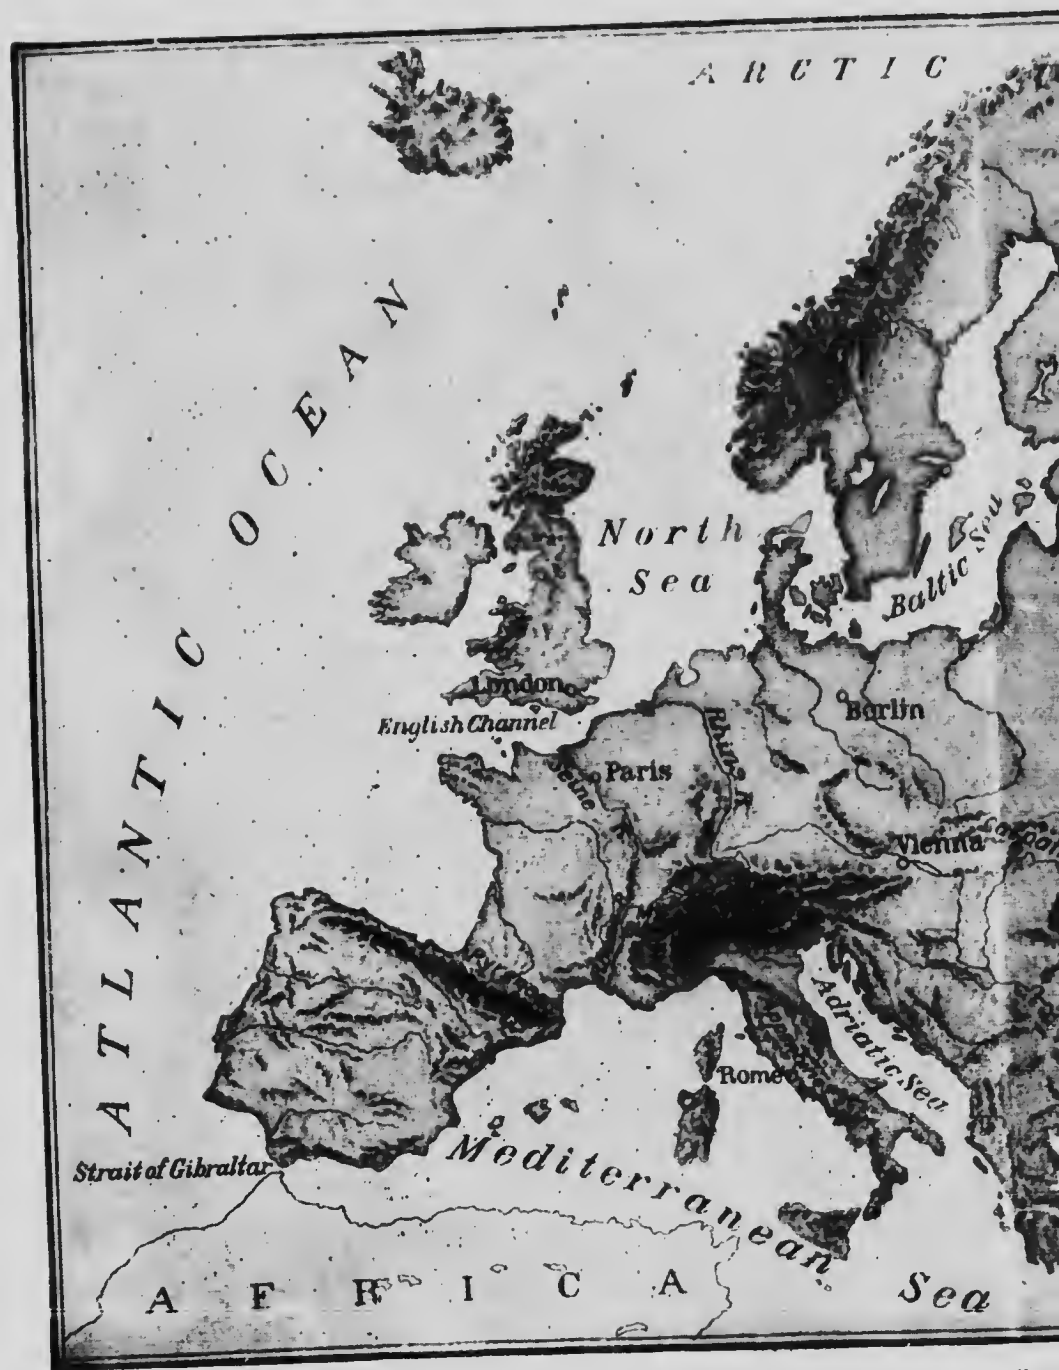 ARCTIC
ATLANTIC OCEAN
North
Sea
Baltic Sea
London
English Channel
Berlin
Rhine R.
Seine
Paris
Vienna
Adriatic Sea
Rome
Mediterranean
Sea
Strait of Gibraltar
AFRICA